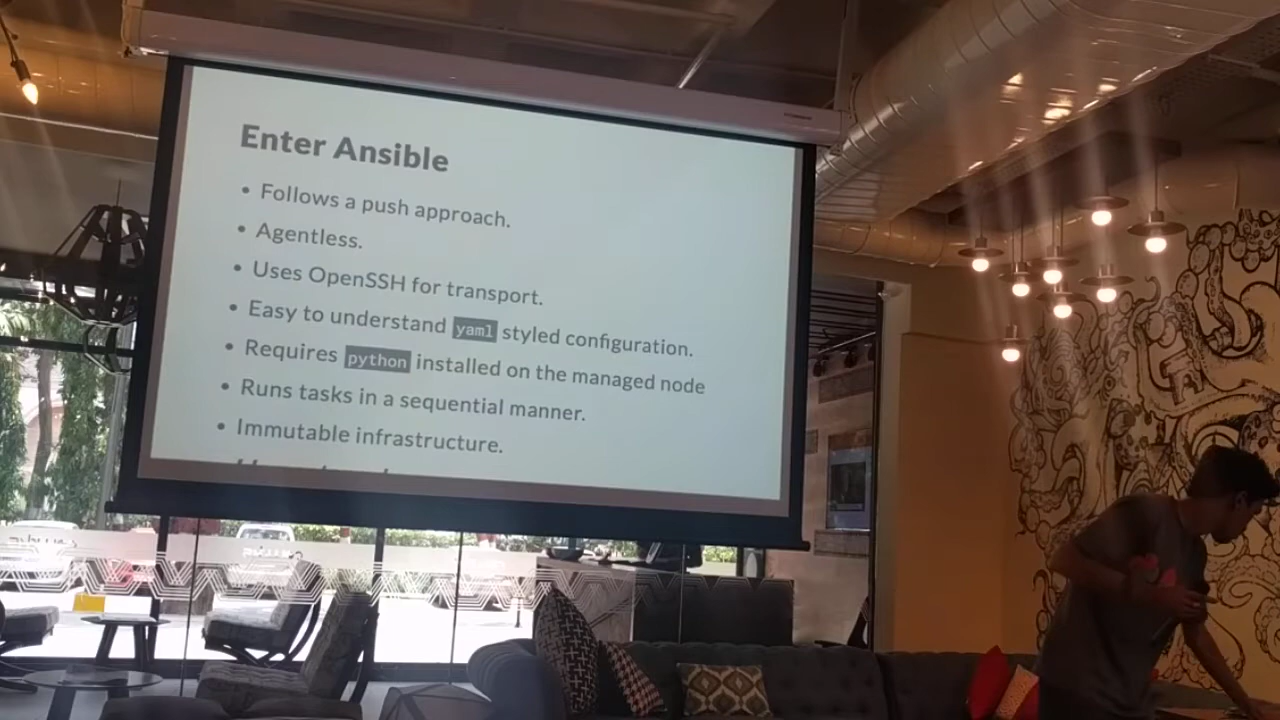 Enter Ansible
• Follows a push approach.
• Agentless.
• Uses OpenSSH for transport.
• Easy to understand yaml styled configuration.
• Requires python installed on the managed node
• Runs tasks in a sequential manner.
• Immutable infrastructure.